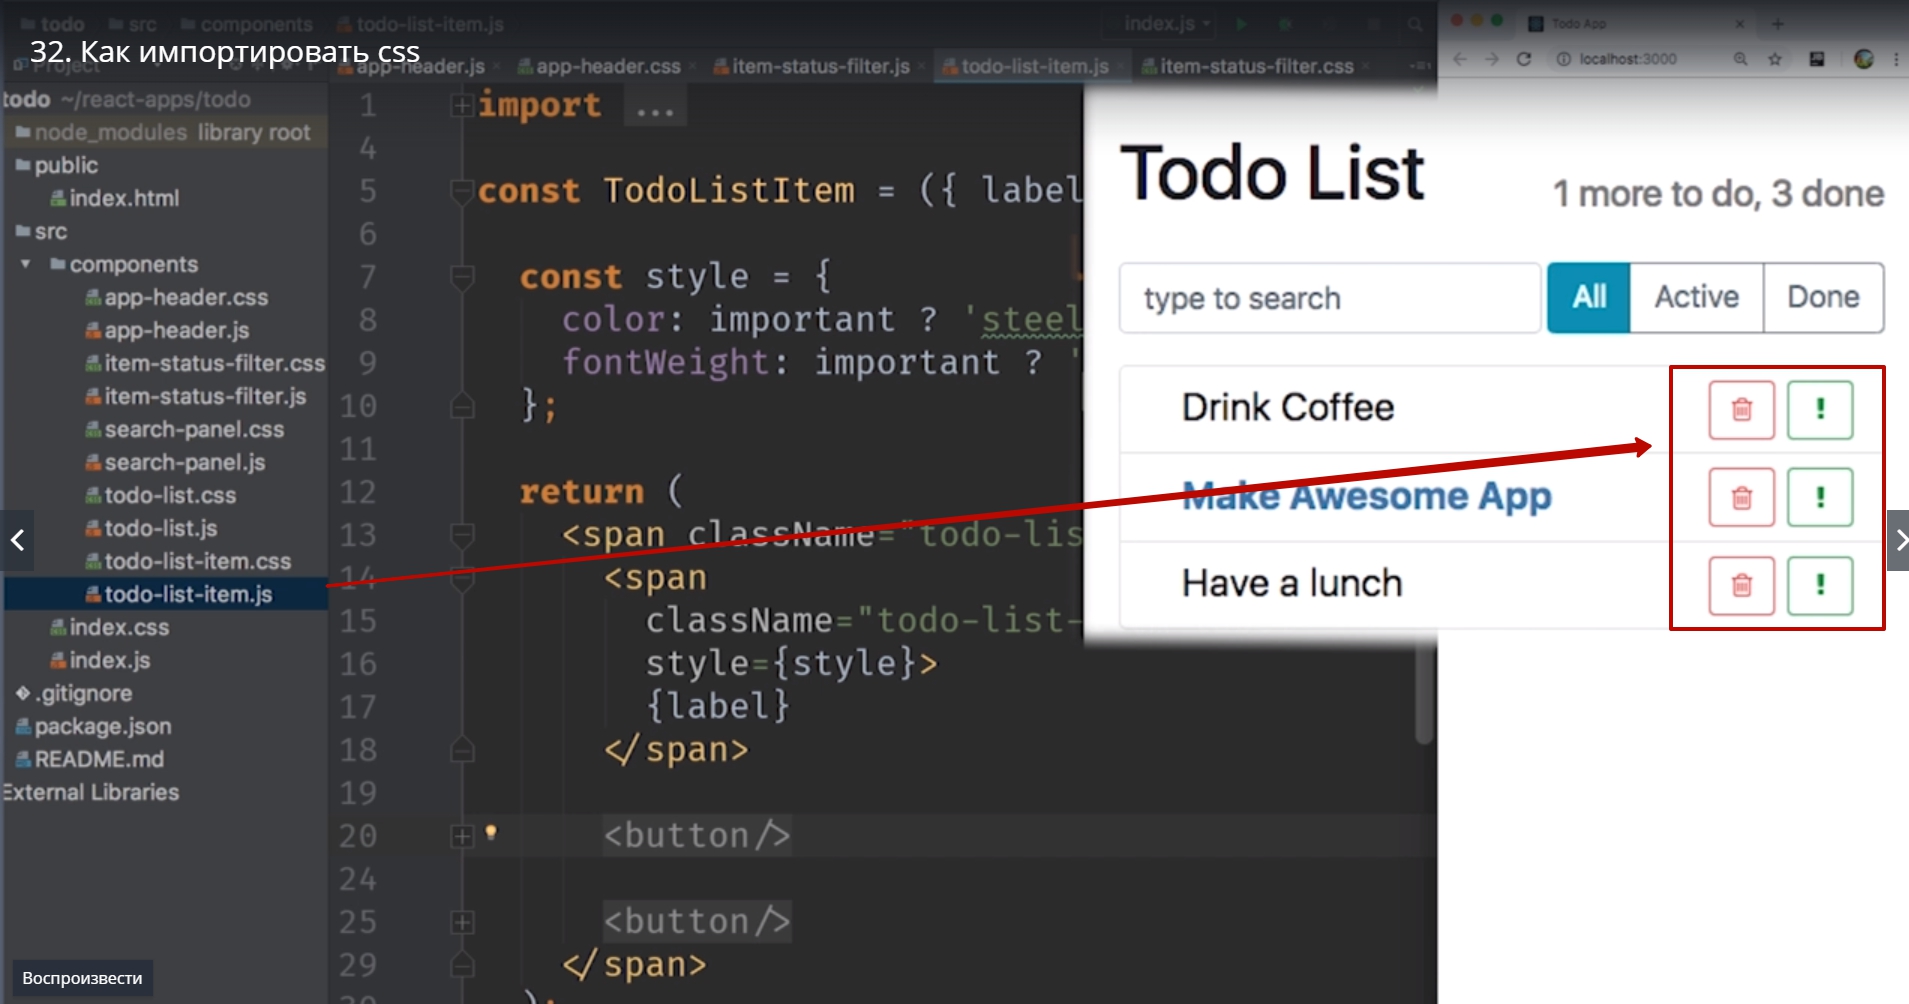 todo src components todo-list-item.js
index.js
Todo App
32. Как импортировать css
Project
app-header.js app-header.css item-status-filter.js todo-list-item.js item-status-filter.css
localhost:3000
todo ~/react-apps/todo
node_modules library root
public
index.html
src
components
app-header.css
app-header.js
item-status-filter.css
item-status-filter.js
search-panel.css
search-panel.js
todo-list.css
todo-list.js
todo-list-item.css
todo-list-item.js
index.css
index.js
.gitignore
package.json
README.md
External Libraries
Воспроизвести
1 import ...
4
5 const TodoListItem = ({ label
6
7 const style = {
8 color: important ? 'steel
9 fontWeight: important ? '
10 };
11
12 return (
13 <span className="todo-lis
14 <span
15 className="todo-list-
16 style={style}>
17 {label}
18 </span>
19
20 <button/>
24
25 <button/>
29 </span>
30 );
Todo List
1 more to do, 3 done
type to search
All Active Done
Drink Coffee !
Make Awesome App !
Have a lunch !